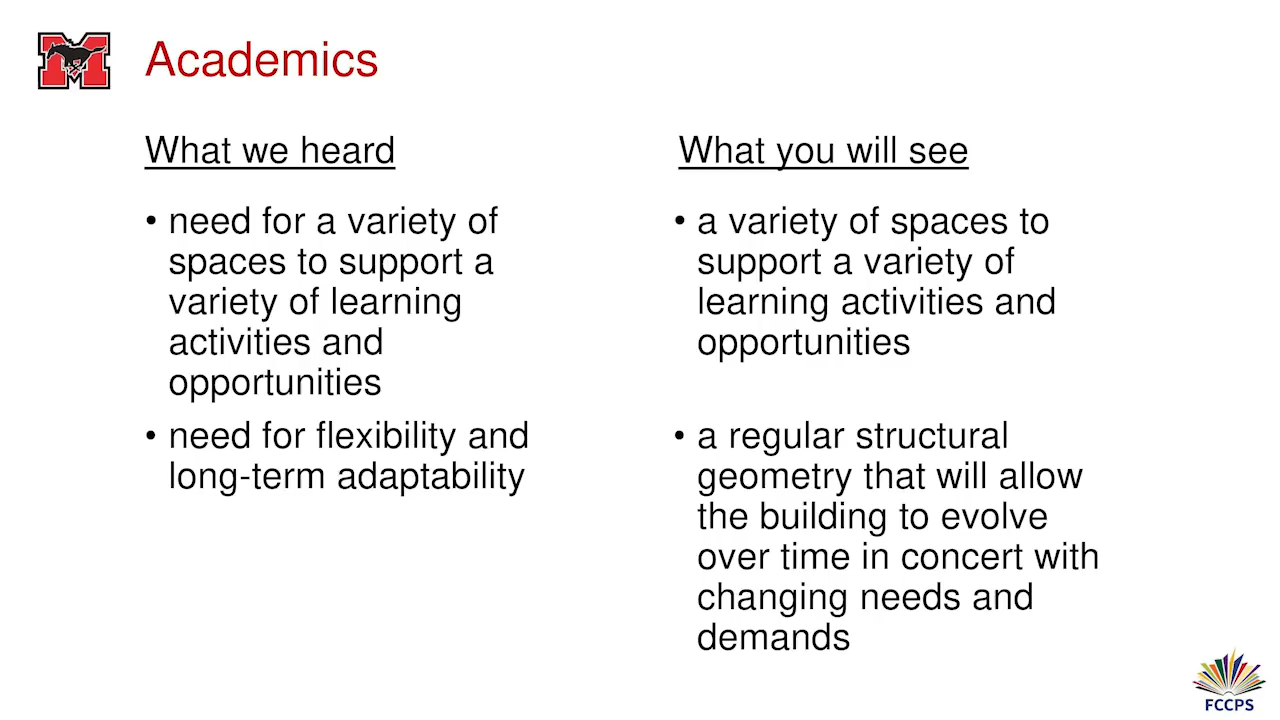 M
Academics
What we heard
• need for a variety of
spaces to support a
variety of learning
activities and
opportunities
• need for flexibility and
long-term adaptability
What you will see
• a variety of spaces to
support a variety of
learning activities and
opportunities
• a regular structural
geometry that will allow
the building to evolve
over time in concert with
changing needs and
demands
FCCPS